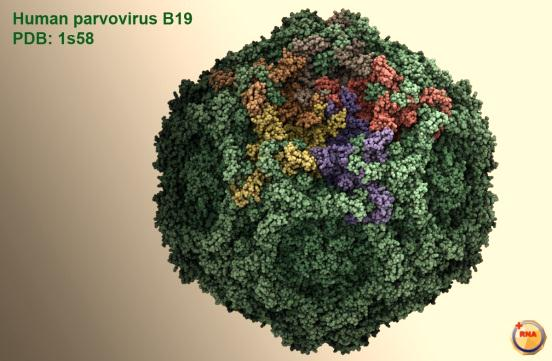 Human parvovirus B19
PDB: 1s58
RNA